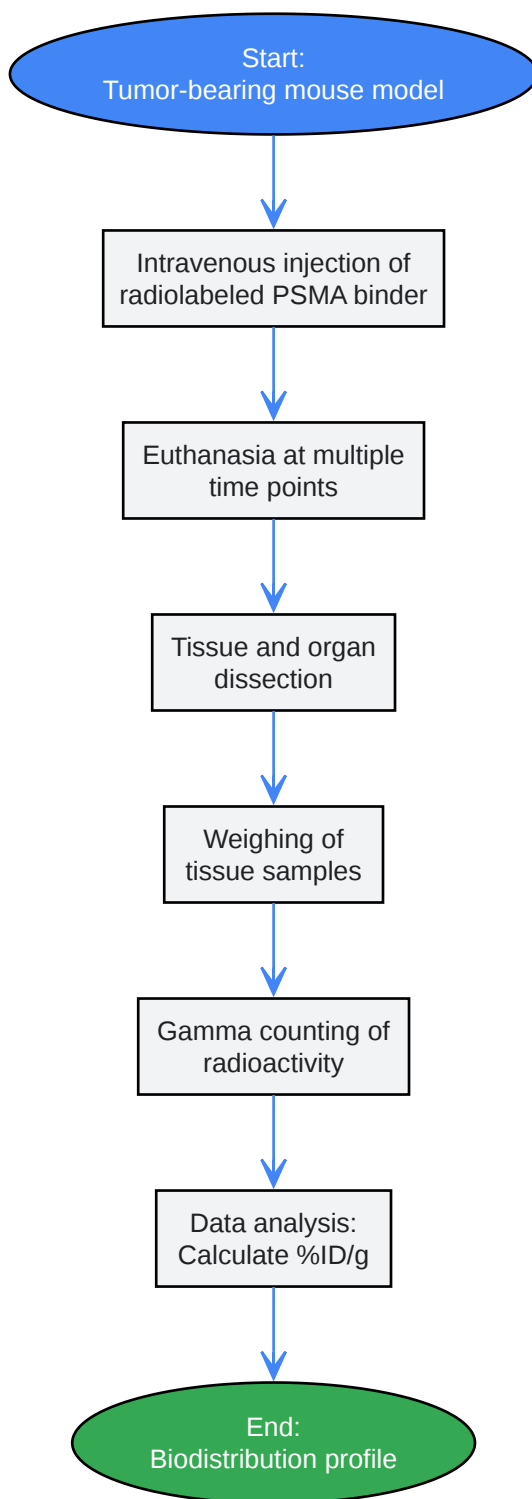 Start:
Tumor-bearing mouse model
Intravenous injection of
radiolabeled PSMA binder
Euthanasia at multiple
time points
Tissue and organ
dissection
Weighing of
tissue samples
Gamma counting of
radioactivity
Data analysis:
Calculate %ID/g
End:
Biodistribution profile